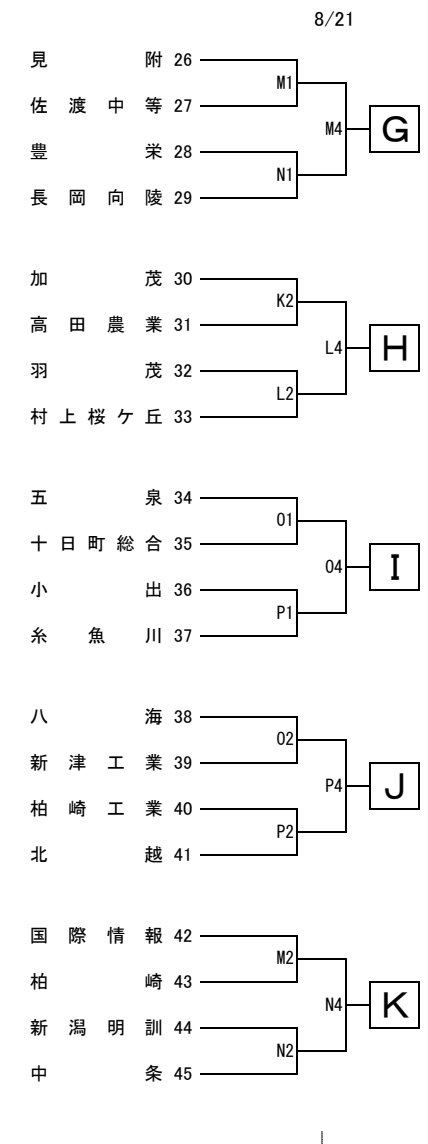 8/21
見附 26
M1
佐渡中等 27
M4
G
豊栄 28
N1
長岡向陵 29
加茂 30
K2
高田農業 31
L4
H
羽茂 32
L2
村上桜ケ丘 33
五泉 34
O1
十日町総合 35
O4
I
小出 36
P1
糸魚川 37
八海 38
O2
新津工業 39
P4
J
柏崎工業 40
P2
北越 41
国際情報 42
M2
柏崎 43
N4
K
新潟明訓 44
N2
中条 45